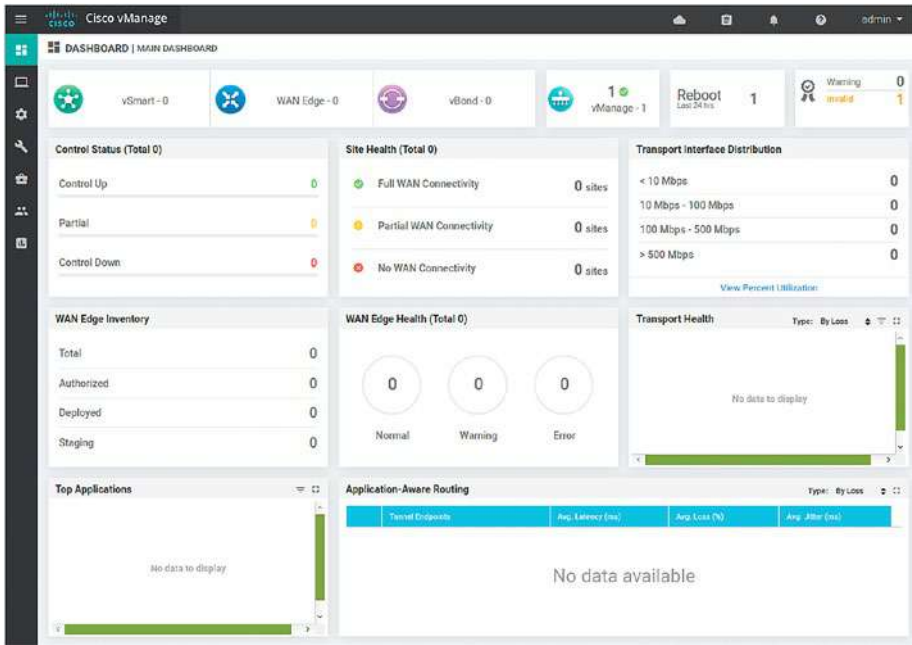 cisco Cisco vManage admin
DASHBOARD | MAIN DASHBOARD
vSmart - 0
WAN Edge - 0
vBond - 0
1
vManage - 1
Reboot 1
Last 24 hrs
Warning 0
Invalid 1
Control Status (Total 0)
Control Up 0
Partial 0
Control Down 0
Site Health (Total 0)
Full WAN Connectivity 0 sites
Partial WAN Connectivity 0 sites
No WAN Connectivity 0 sites
Transport Interface Distribution
< 10 Mbps 0
10 Mbps - 100 Mbps 0
100 Mbps - 500 Mbps 0
> 500 Mbps 0
View Percent Utilization
WAN Edge Inventory
Total 0
Authorized 0
Deployed 0
Staging 0
WAN Edge Health (Total 0)
0 0 0
Normal Warning Error
Transport Health Type: By Loss
No data to display
Top Applications
No data to display
Application-Aware Routing Type: By Loss
Tunnel Endpoints Avg. Latency (ms) Avg. Loss (%) Avg. Jitter (ms)
No data available